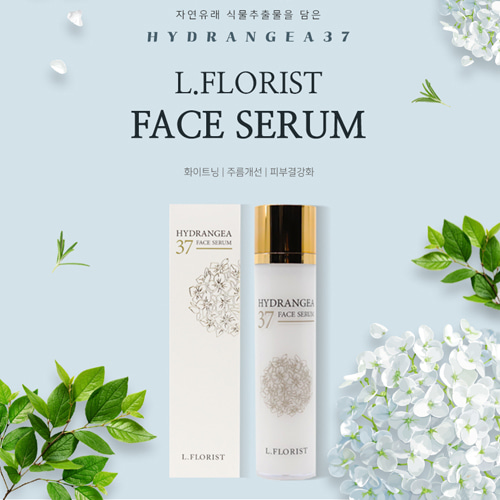 자연유래 식물추출물을 담은
HYDRANGEA37
L.FLORIST
FACE SERUM
화이트닝 | 주름개선 | 피부결강화
HYDRANGEA
37 FACE SERUM
L.FLORIST
HYDRANGEA
37 FACE SERUM
L.FLORIST